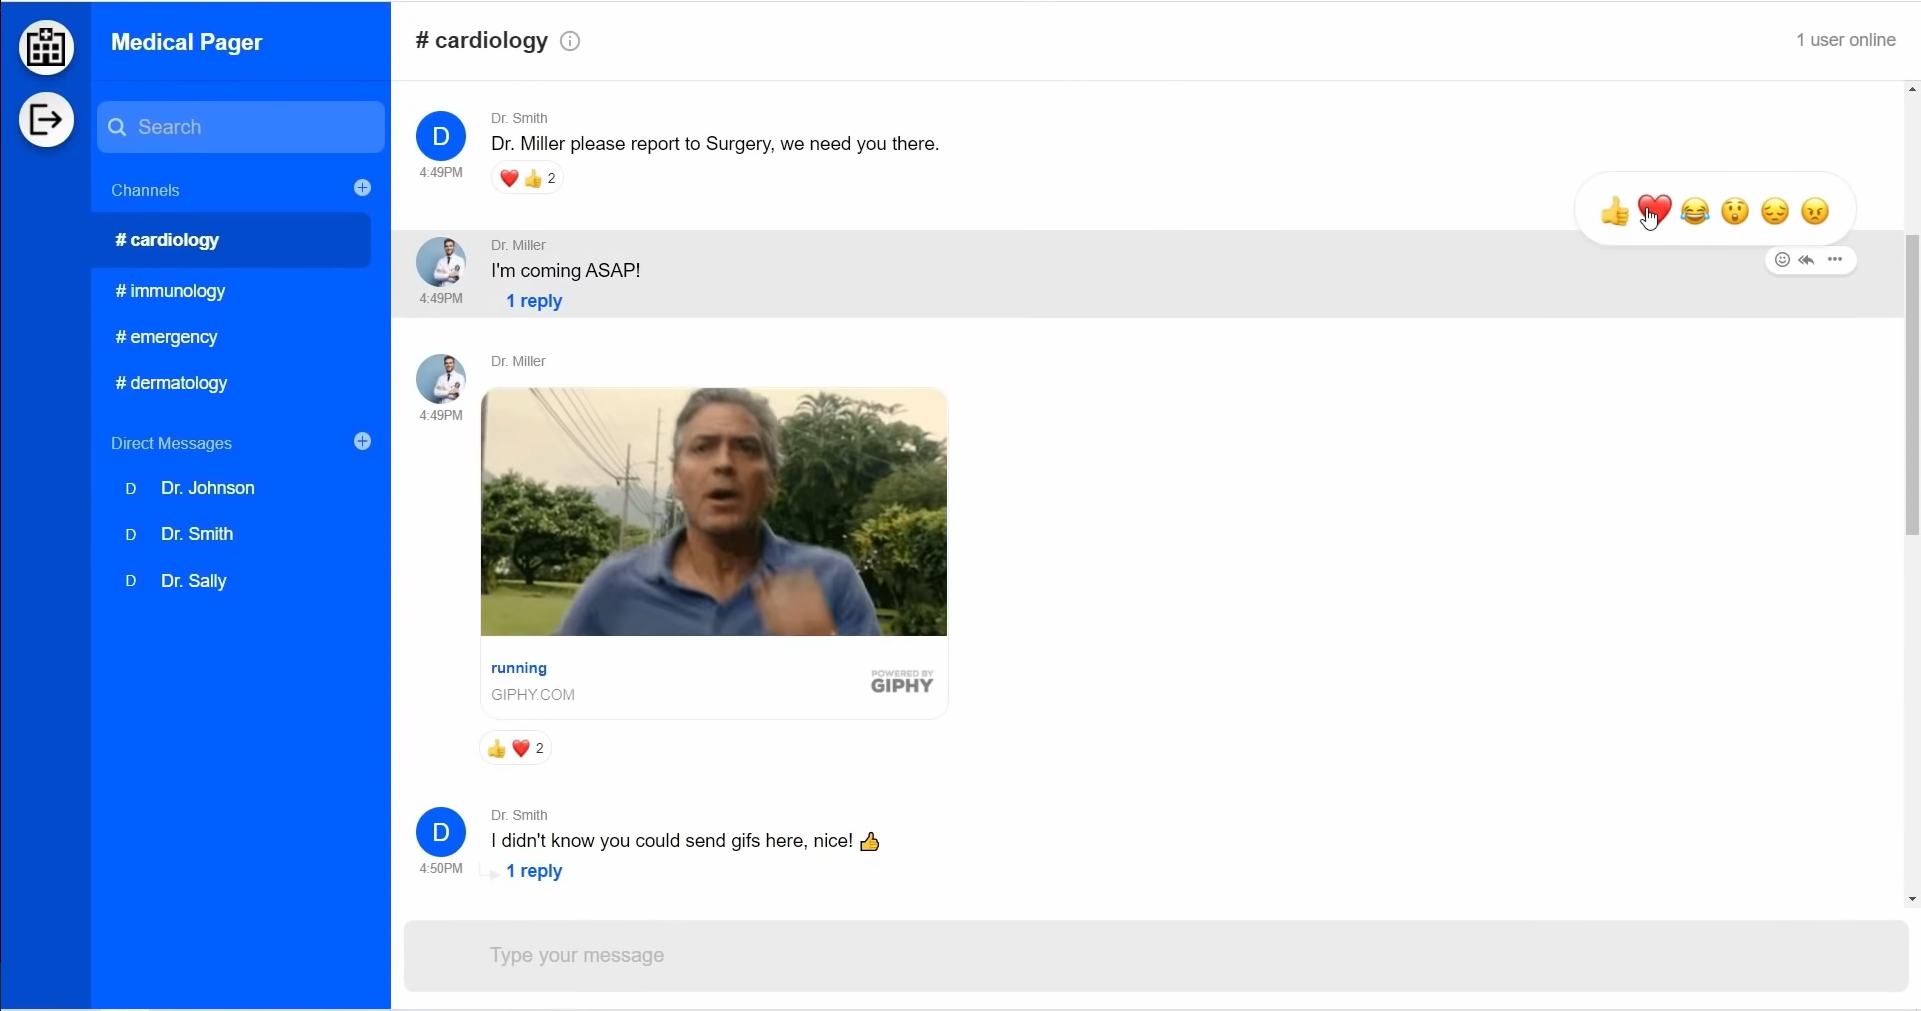 Medical Pager
# cardiology
1 user online
Search
Channels
# cardiology
# immunology
# emergency
# dermatology
Direct Messages
D Dr. Johnson
D Dr. Smith
D Dr. Sally
Dr. Smith
D
Dr. Miller please report to Surgery, we need you there.
4:49PM
❤️👍 2
👍❤️😂😲😔😠
Dr. Miller
I'm coming ASAP!
4:49PM
1 reply
Dr. Miller
4:49PM
running
GIPHY.COM
POWERED BY
GIPHY
👍❤️ 2
Dr. Smith
D
I didn't know you could send gifs here, nice! 👍
4:50PM
1 reply
Type your message